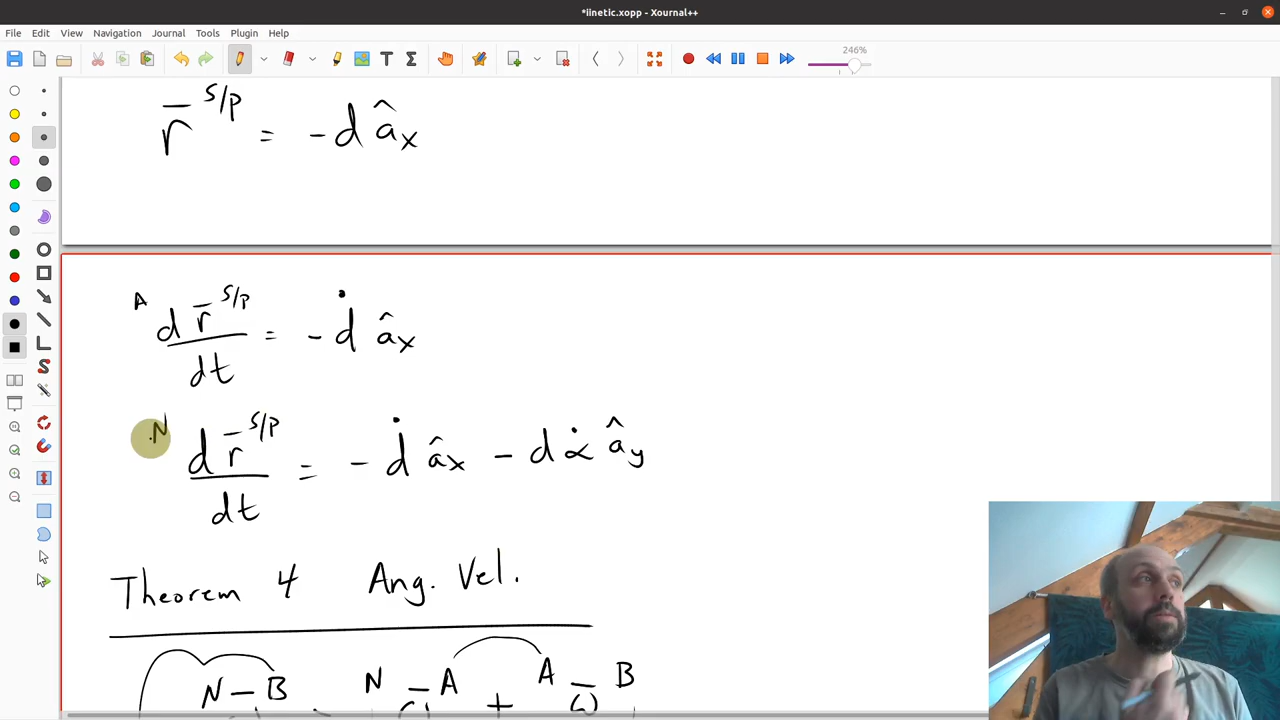 *iinetic.xopp - Xournal++
File Edit View Navigation Journal Tools Plugin Help
246%
r̄^S/P = -d âx
A d r̄^S/P / dt = -ḋ âx
N d r̄^S/P / dt = -ḋ âx - d α̇ ây
Theorem 4 Ang. Vel.
N ω̄ B = N ω̄ A + A ω̄ B